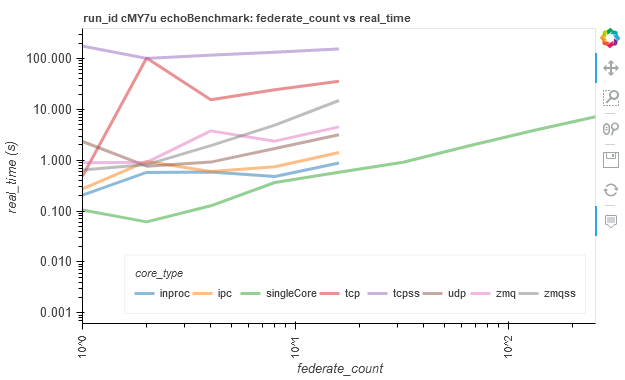 run_id cMY7u echoBenchmark: federate_count vs real_time
real_time (s)
100.000
10.000
1.000
0.100
0.010
0.001
core_type
inproc ipc singleCore tcp tcpss udp zmq zmqss
10^0 10^1 10^2
federate_count